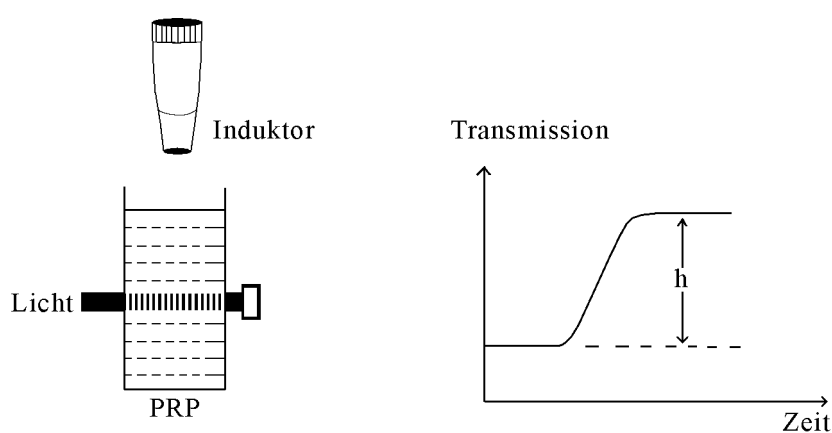 Induktor
Licht
PRP
Transmission
h
Zeit